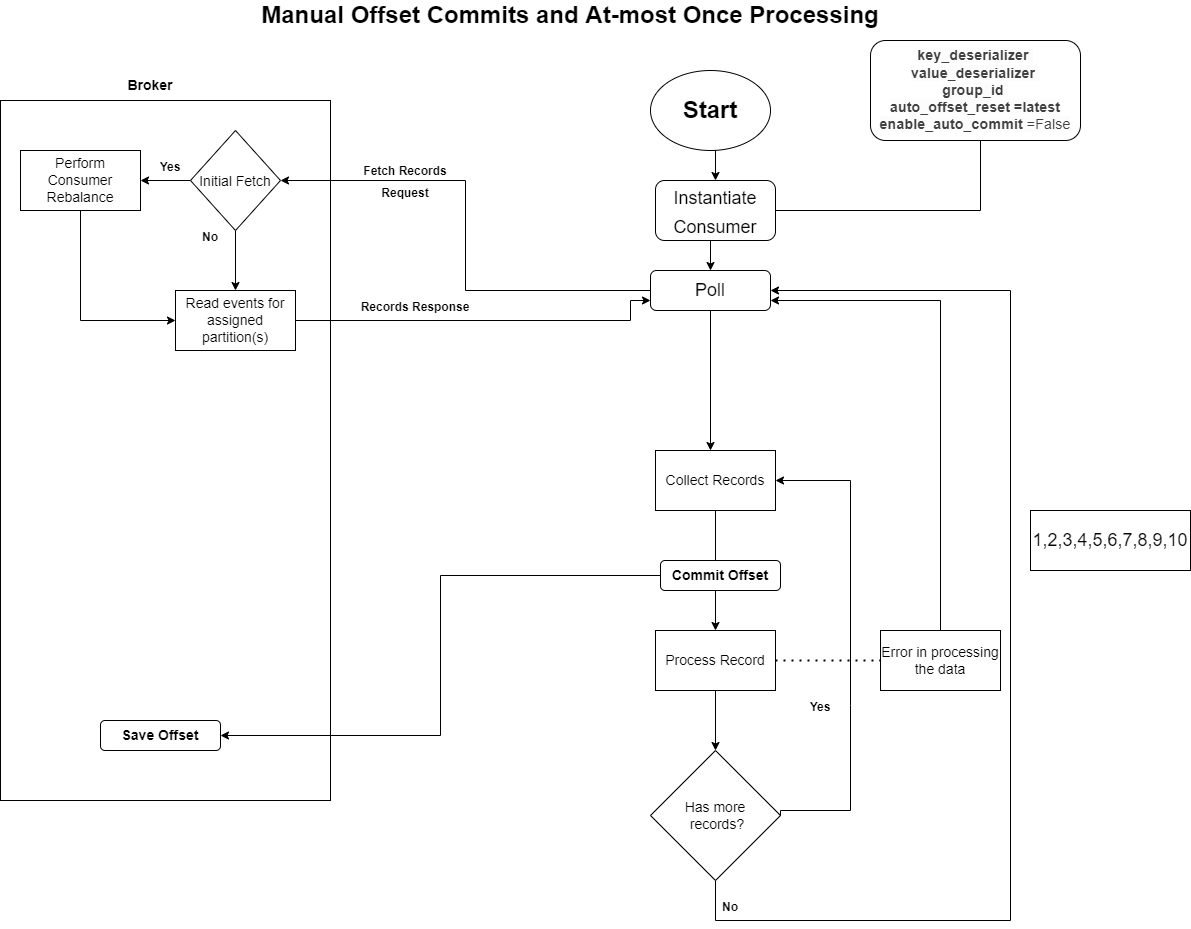 Manual Offset Commits and At-most Once Processing
Broker
Start
key_deserializer
value_deserializer
group_id
auto_offset_reset =latest
enable_auto_commit =False
Perform
Consumer
Rebalance
Yes
Initial Fetch
Fetch Records
Request
Instantiate
Consumer
No
Poll
Read events for
assigned
partition(s)
Records Response
Collect Records
1,2,3,4,5,6,7,8,9,10
Commit Offset
Process Record
Error in processing
the data
Yes
Save Offset
Has more
records?
No